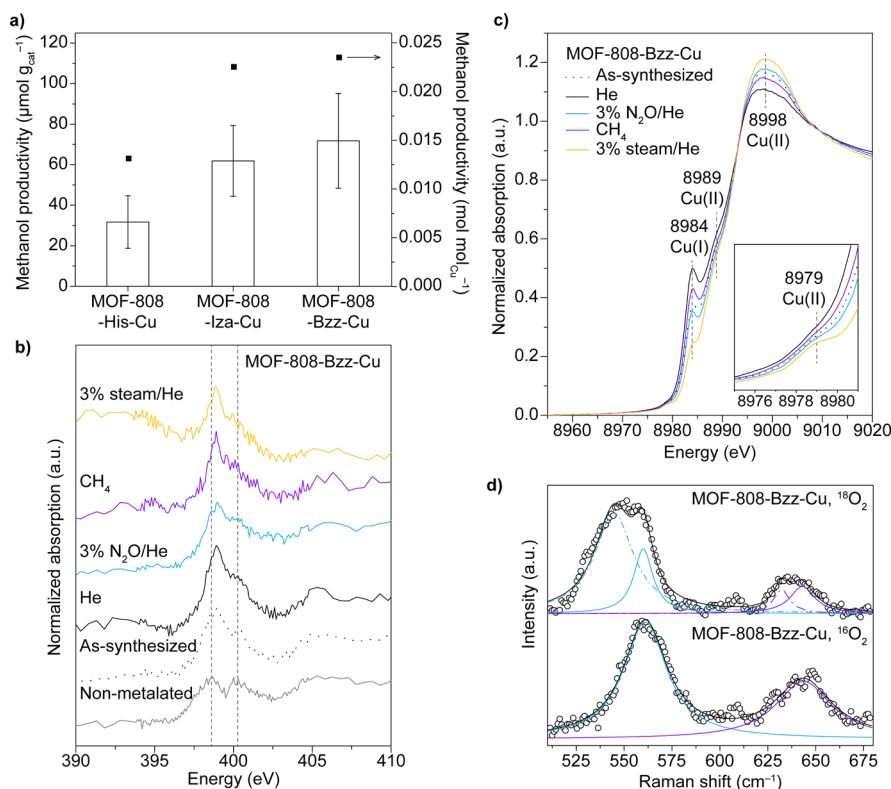 a)
Methanol productivity (μmol g_cat⁻¹)
120
100
80
60
40
20
0
0.025
0.020
0.015
0.010
0.005
0.000
Methanol productivity
(mol mol_Cu⁻¹)
MOF-808
-His-Cu
MOF-808
-Iza-Cu
MOF-808
-Bzz-Cu
b)
MOF-808-Bzz-Cu
3% steam/He
CH₄
3% N₂O/He
He
As-synthesized
Non-metalated
Normalized absorption (a.u.)
390
395
400
405
410
Energy (eV)
c)
MOF-808-Bzz-Cu
As-synthesized
He
3% N₂O/He
CH₄
3% steam/He
8998
Cu(II)
8989
Cu(II)
8984
Cu(I)
8979
Cu(II)
8976
8978
8980
Normalized absorption (a.u.)
1.2
1.0
0.8
0.6
0.4
0.2
0.0
8960
8970
8980
8990
9000
9010
9020
Energy (eV)
d)
MOF-808-Bzz-Cu, ¹⁸O₂
MOF-808-Bzz-Cu, ¹⁶O₂
Intensity (a.u.)
525
550
575
600
625
650
675
Raman shift (cm⁻¹)